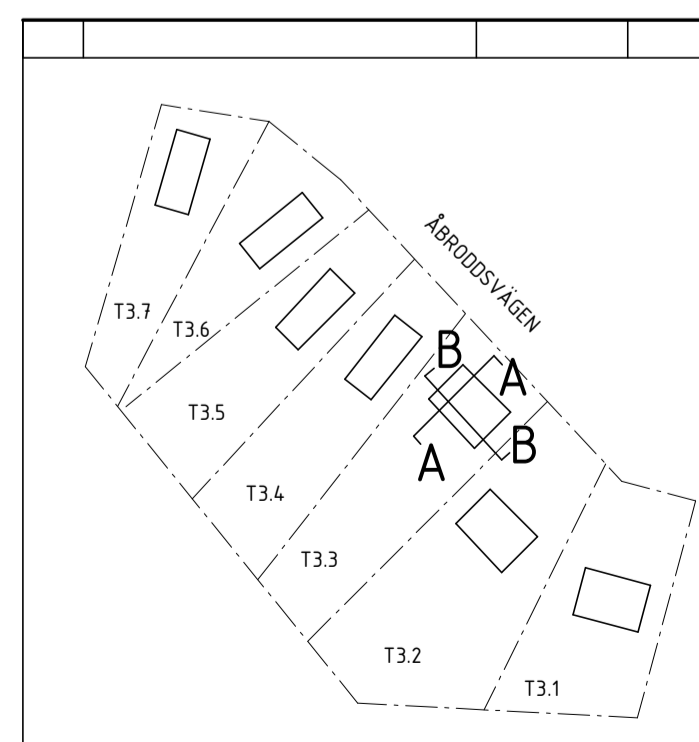 ÅBRODDSVÄGEN
B
A
A
B
T3.7
T3.6
T3.5
T3.4
T3.3
T3.2
T3.1